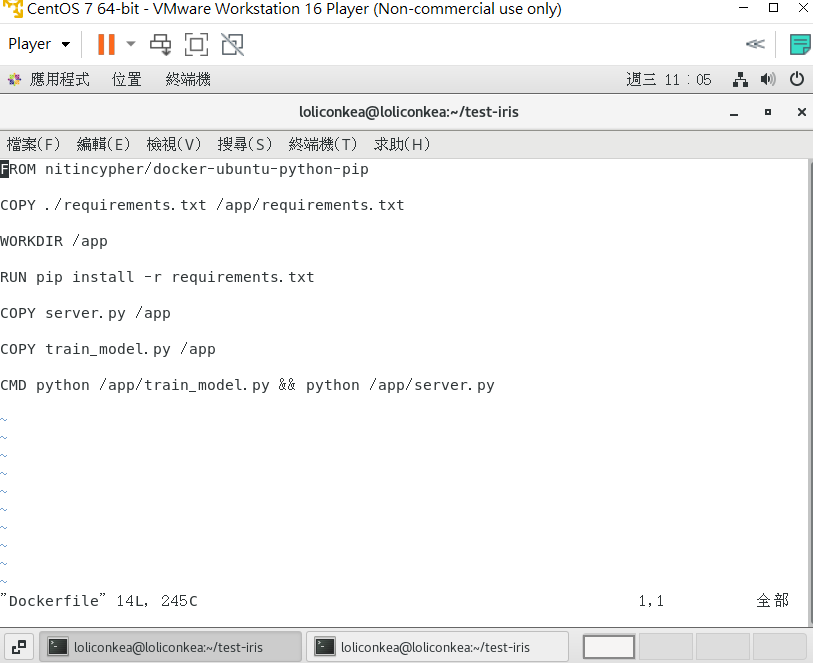 CentOS 7 64-bit - VMware Workstation 16 Player (Non-commercial use only)
Player
應用程式 位置 終端機 週三 11：05
loliconkea@loliconkea:~/test-iris
檔案(F) 編輯(E) 檢視(V) 搜尋(S) 終端機(T) 求助(H)
FROM nitincypher/docker-ubuntu-python-pip
COPY ./requirements.txt /app/requirements.txt
WORKDIR /app
RUN pip install -r requirements.txt
COPY server.py /app
COPY train_model.py /app
CMD python /app/train_model.py && python /app/server.py
~
~
~
~
~
~
~
~
~
~
"Dockerfile" 14L, 245C 1,1 全部
loliconkea@loliconkea:~/test-iris loliconkea@loliconkea:~/test-iris